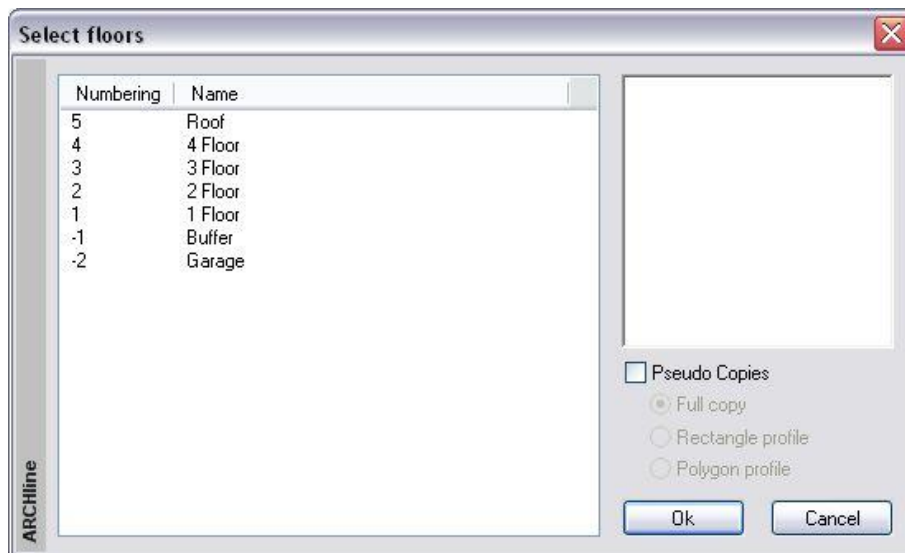 Select floors
Numbering Name
5 Roof
4 4 Floor
3 3 Floor
2 2 Floor
1 1 Floor
-1 Buffer
-2 Garage
Pseudo Copies
Full copy
Rectangle profile
Polygon profile
Ok Cancel
ARCHline